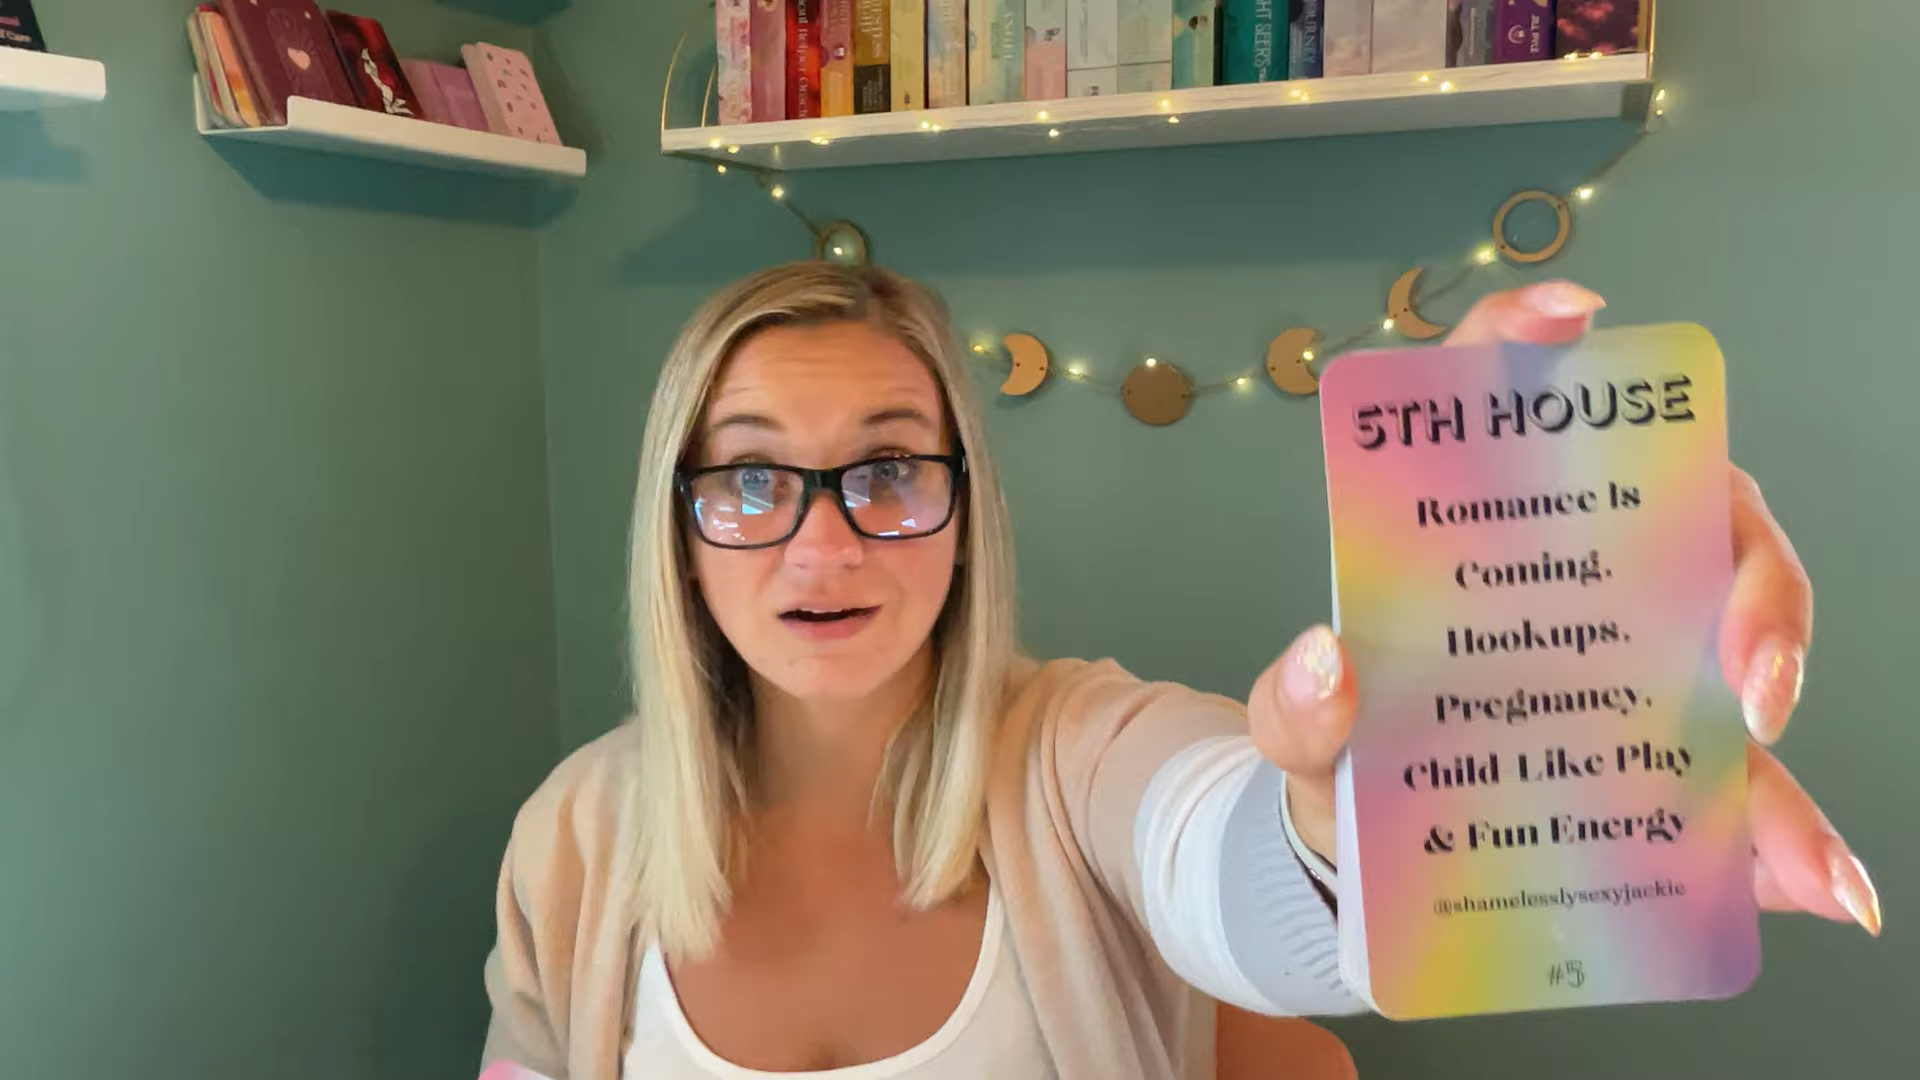 5TH HOUSE
Romance Is
Coming.
Hookups.
Pregnancy.
Child-Like Play
& Fun Energy
@shamelesslysexyjackie
#5